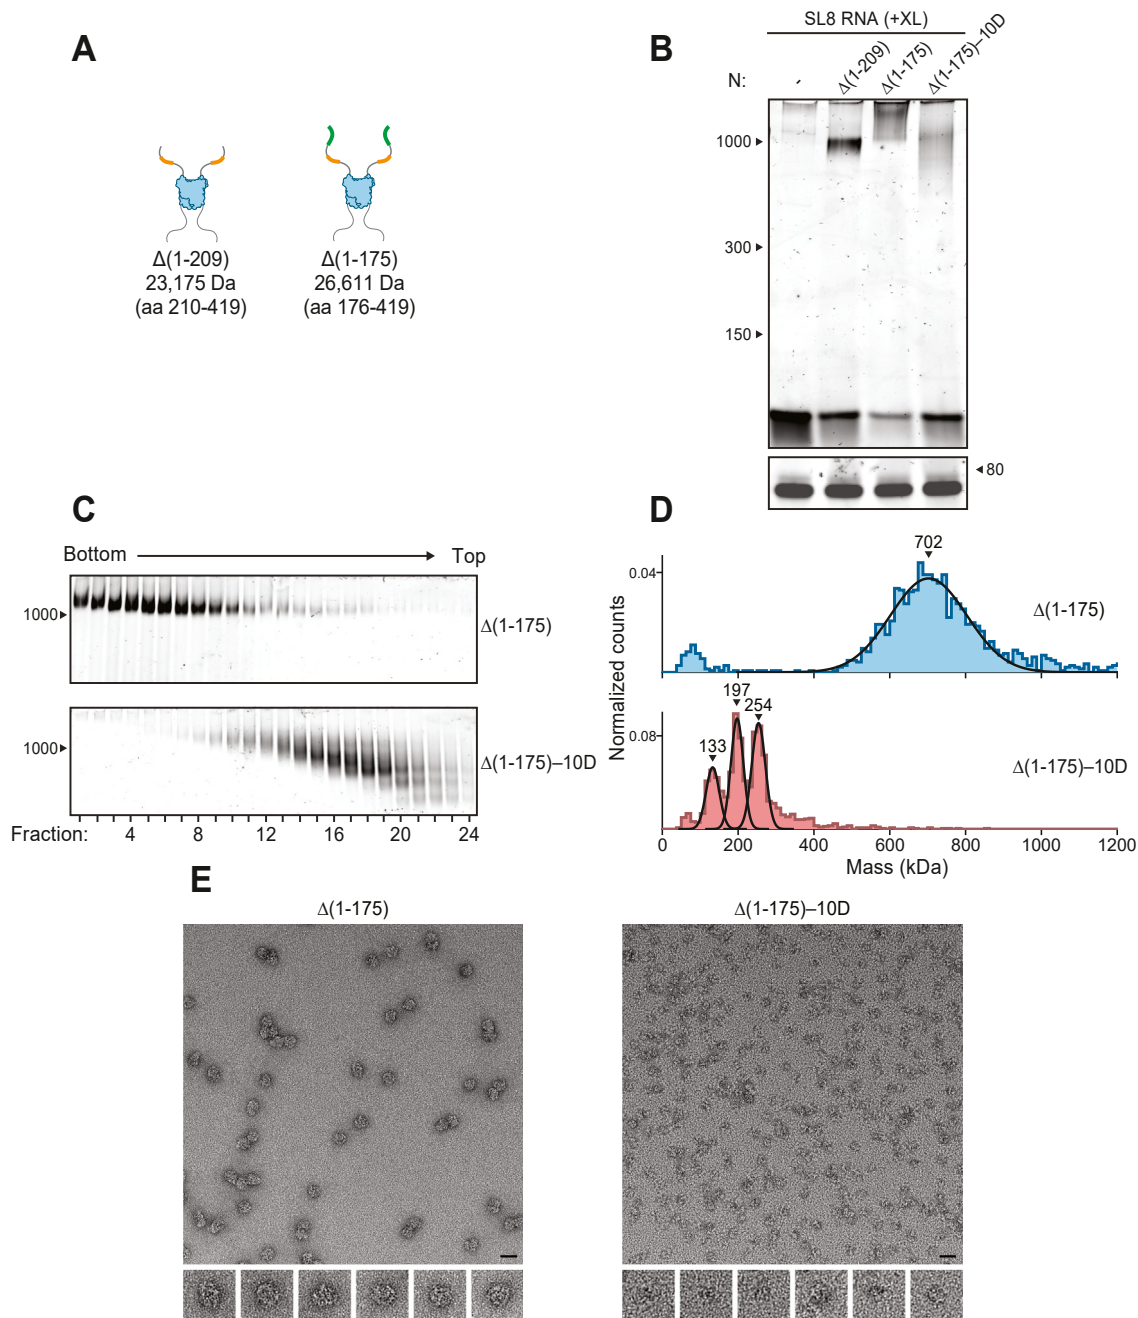 A
Δ(1-209)
23,175 Da
(aa 210-419)
Δ(1-175)
26,611 Da
(aa 176-419)
B
SL8 RNA (+XL)
N:
-
Δ(1-209)
Δ(1-175)
Δ(1-175)–10D
1000
300
150
80
C
Bottom
Top
1000
Δ(1-175)
1000
Δ(1-175)–10D
Fraction:
4
8
12
16
20
24
D
Normalized counts
702
0.04
Δ(1-175)
197
254
133
0.08
Δ(1-175)–10D
0
200
400
600
800
1000
1200
Mass (kDa)
E
Δ(1-175)
Δ(1-175)–10D